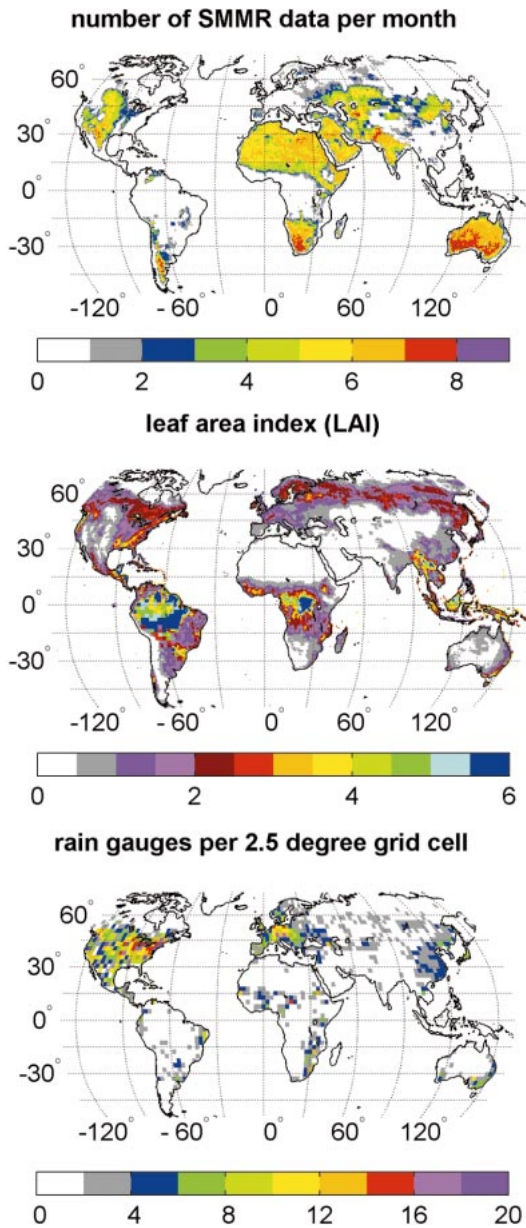 number of SMMR data per month
60°
30°
0°
-30°
-120° -60° 0° 60° 120°
0 2 4 6 8
leaf area index (LAI)
60°
30°
0°
-30°
-120° -60° 0° 60° 120°
0 2 4 6
rain gauges per 2.5 degree grid cell
60°
30°
0°
-30°
-120° -60° 0° 60° 120°
0 4 8 12 16 20